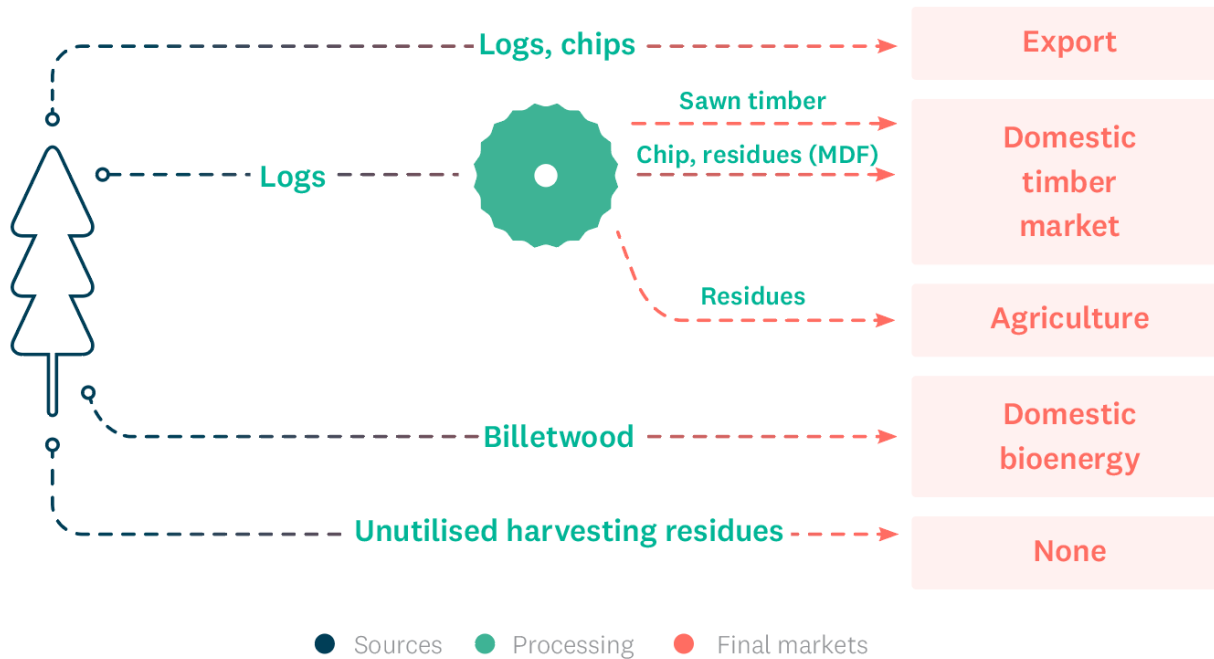 Logs, chips
Export
Sawn timber
Logs
Chip, residues (MDF)
Domestic
timber
market
Residues
Agriculture
Billetwood
Domestic
bioenergy
Unutilised harvesting residues
None
Sources
Processing
Final markets